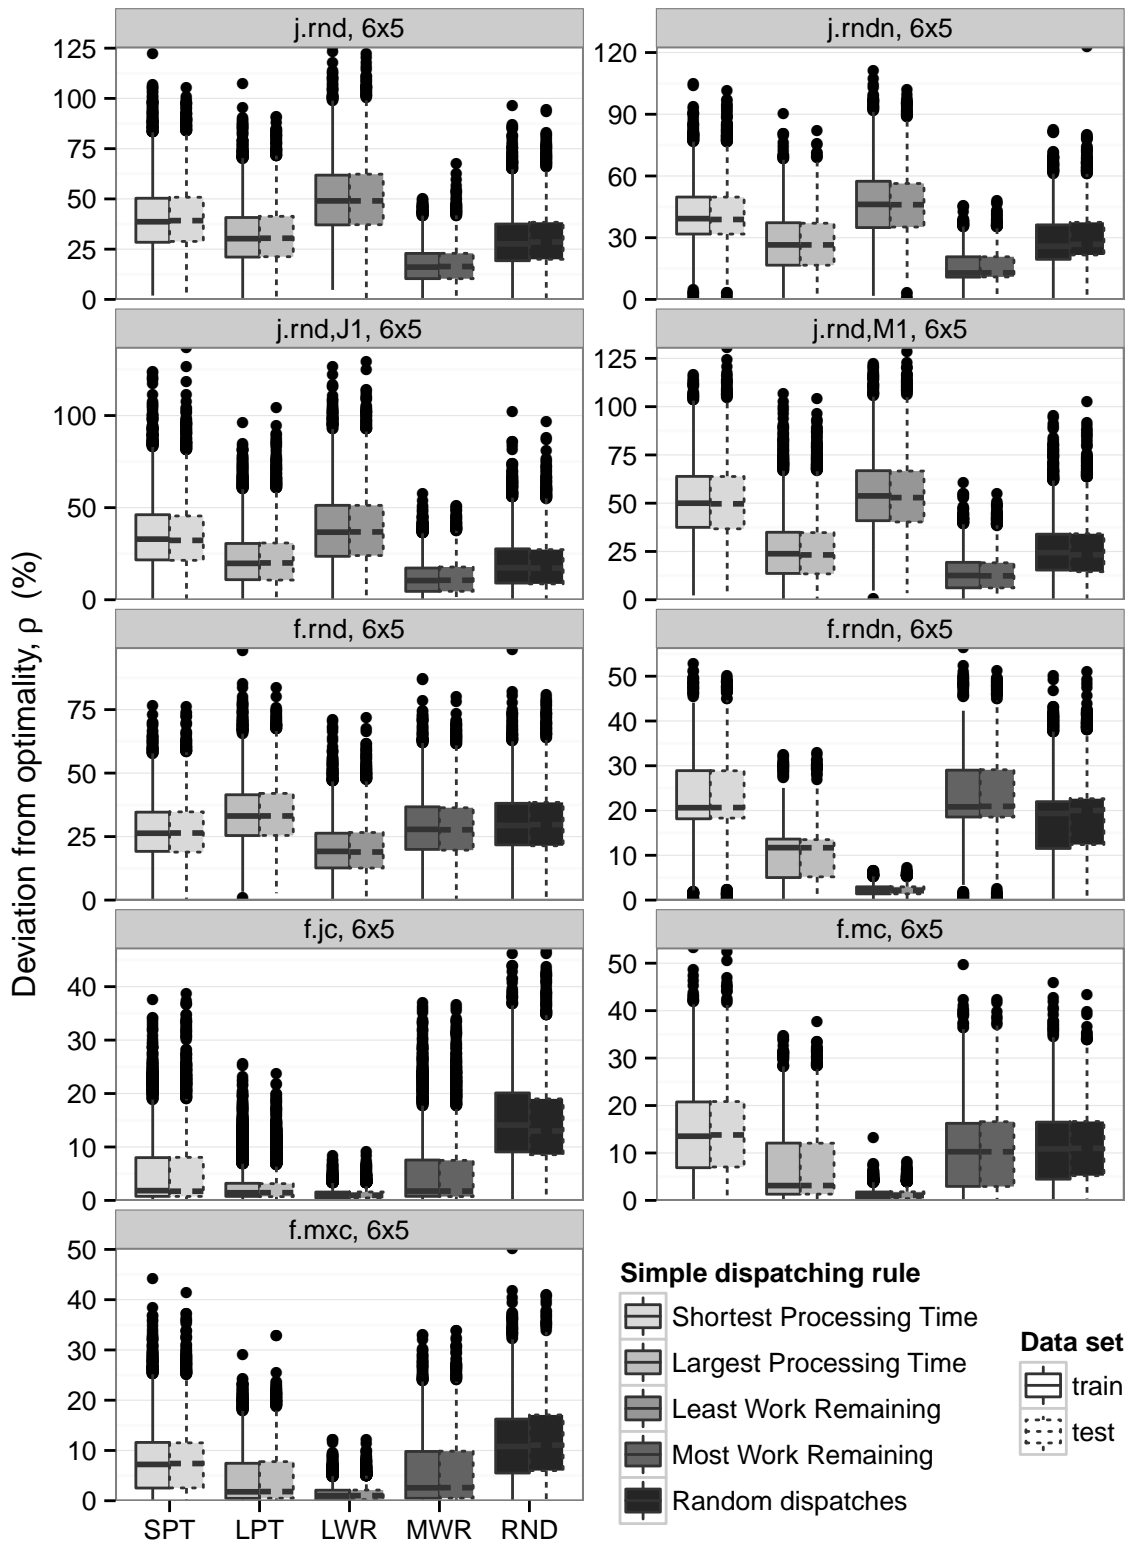 j.rnd, 6x5
j.rndn, 6x5
125
100
75
50
25
0
120
90
60
30
0
j.rnd,J1, 6x5
j.rnd,M1, 6x5
100
50
0
125
100
75
50
25
0
f.rnd, 6x5
f.rndn, 6x5
75
50
25
0
50
40
30
20
10
0
f.jc, 6x5
f.mc, 6x5
40
30
20
10
0
50
40
30
20
10
0
f.mxc, 6x5
50
40
30
20
10
0
SPT LPT LWR MWR RND
Deviation from optimality, ρ (%)
Simple dispatching rule
Shortest Processing Time
Largest Processing Time
Least Work Remaining
Most Work Remaining
Random dispatches
Data set
train
test